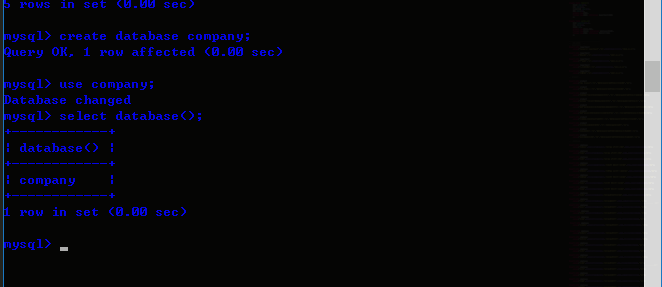 5 rows in set (0.00 sec)
mysql> create database company;
Query OK, 1 row affected (0.00 sec)
mysql> use company;
Database changed
mysql> select database();
+------------+
| database() |
+------------+
| company    |
+------------+
1 row in set (0.00 sec)
mysql>